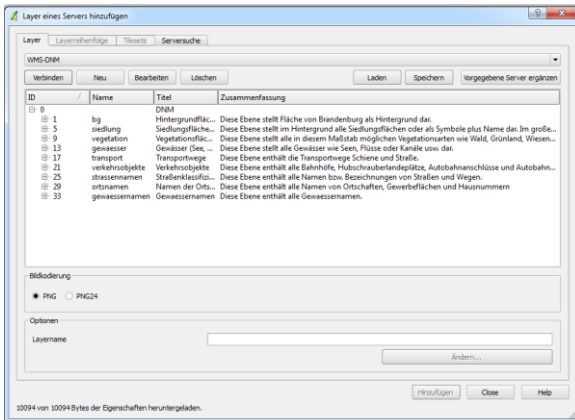 Layer eines Servers hinzufügen
Layer Layerreihenfolge Tilesets Serversuche
WMS-DNM
Verbinden Neu Bearbeiten Löschen Laden Speichern Vorgegebene Server ergänzen
ID Name Titel Zusammenfassung
0 DNM
1 bg Hintergrundfläc... Diese Ebene stellt Fläche von Brandenburg als Hintergrund dar.
5 siedlung Siedlungsfläche... Diese Ebene stellt im Hintergrund alle Siedlungsflächen oder als Symbole plus Name dar. Im große...
9 vegetation Vegetationsfläc... Diese Ebene stellt alle in diesem Maßstab möglichen Vegetationsarten wie Wald, Grünland, Wiesen...
13 gewaesser Gewässer (See, ... Diese Ebene stellt alle Gewässer wie Seen, Flüsse oder Kanäle usw. dar.
17 transport Transportwege Diese Ebene enthält die Transportwege Schiene und Straße.
21 verkehrsobjekte Verkehrsobjekte Diese Ebene enthält alle Bahnhöfe, Hubschrauberlandeplätze, Autobahnanschlüsse und Autobahn...
25 strassennamen Straßenklassifizi... Diese Ebene enthält alle Namen bzw. Bezeichnungen von Straßen und Wegen.
29 ortsnamen Namen der Orts... Diese Ebene enthält alle Namen von Ortschaften, Gewerbeflächen und Hausnummern
33 gewaessernamen Gewaessernamen Diese Ebene enthält alle Gewaessernamen.
Bildkodierung
PNG PNG24
Optionen
Layername
Ändern...
Hinzufügen Close Help
10094 von 10094 Bytes der Eigenschaften heruntergeladen.